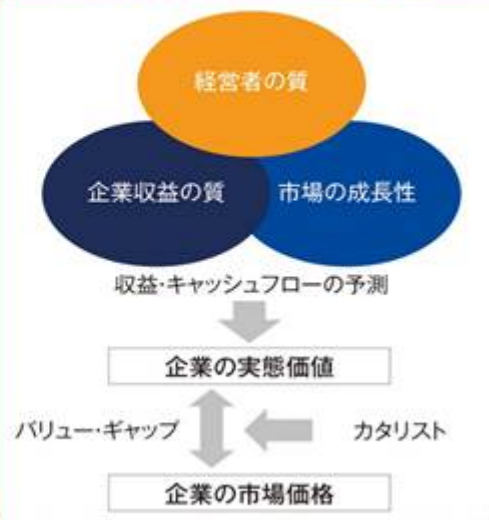 経営者の質
企業収益の質
市場の成長性
収益・キャッシュフローの予測
企業の実態価値
バリュー・ギャップ
カタリスト
企業の市場価格